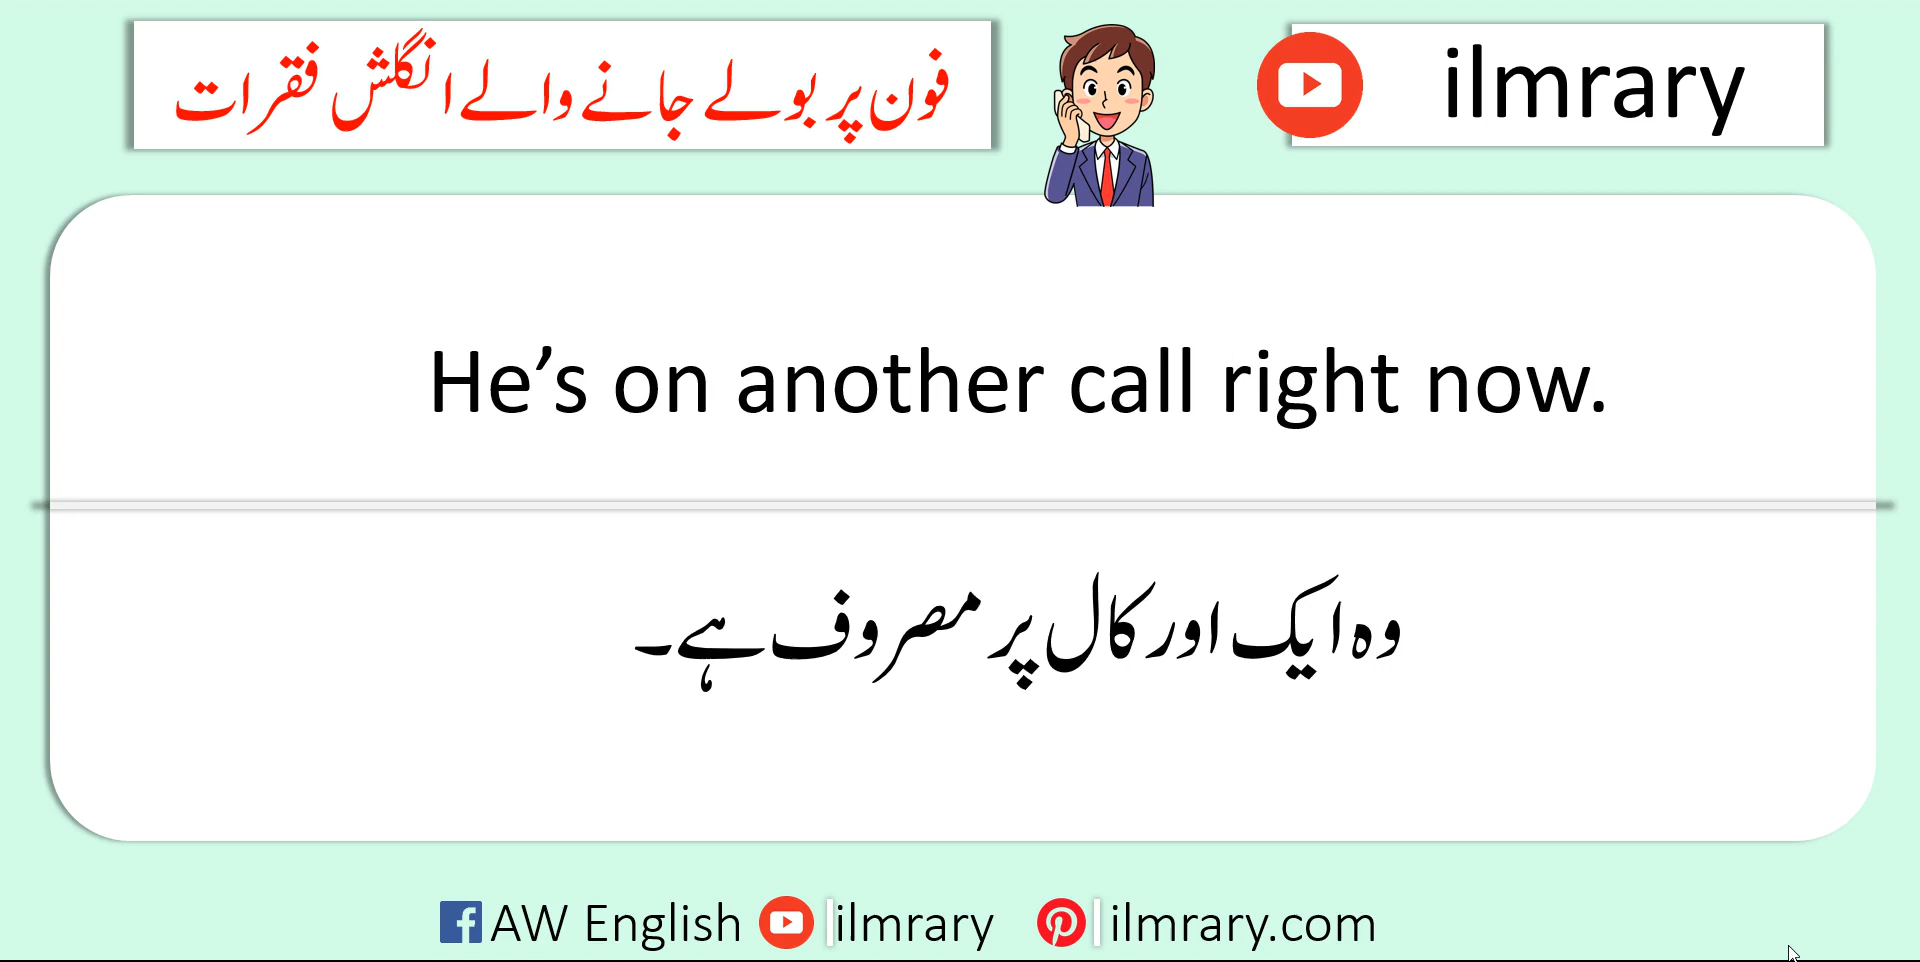 فون پر بولے جانے والے انگلش فقرات
ilmrary
He’s on another call right now.
وہ ایک اور کال پر مصروف ہے۔
AW English ilmrary ilmrary.com